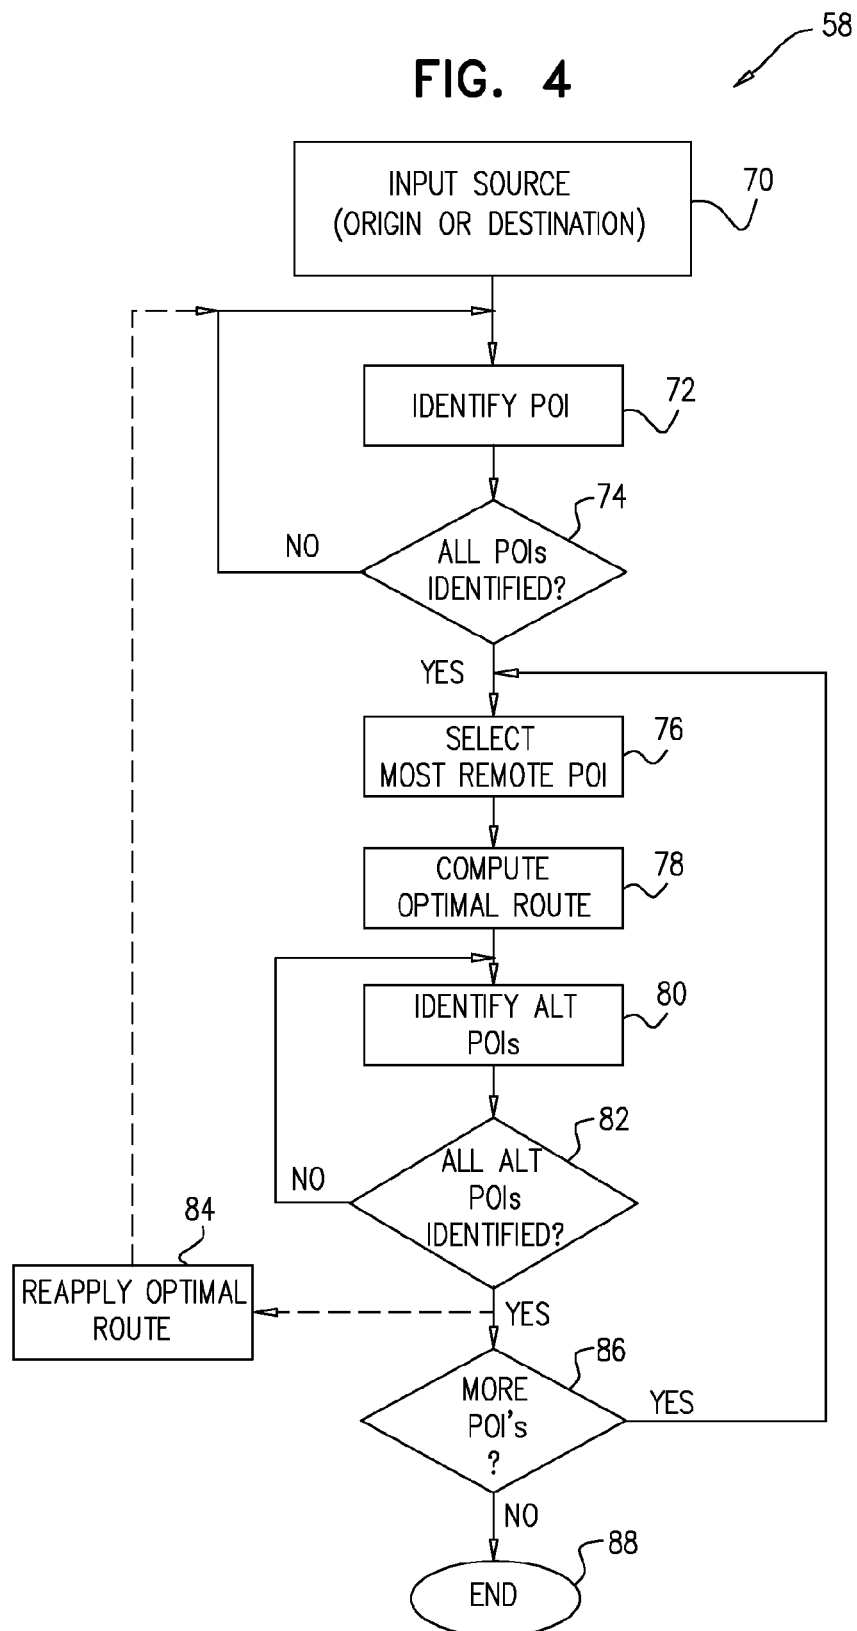 58
FIG. 4
INPUT SOURCE
(ORIGIN OR DESTINATION)
70
IDENTIFY POI
72
74
NO
ALL POIs
IDENTIFIED?
YES
SELECT
MOST REMOTE POI
76
COMPUTE
OPTIMAL ROUTE
78
IDENTIFY ALT
POIs
80
82
NO
ALL ALT
POIs
IDENTIFIED?
84
REAPPLY OPTIMAL
ROUTE
YES
86
MORE
POI's
?
YES
NO
88
END